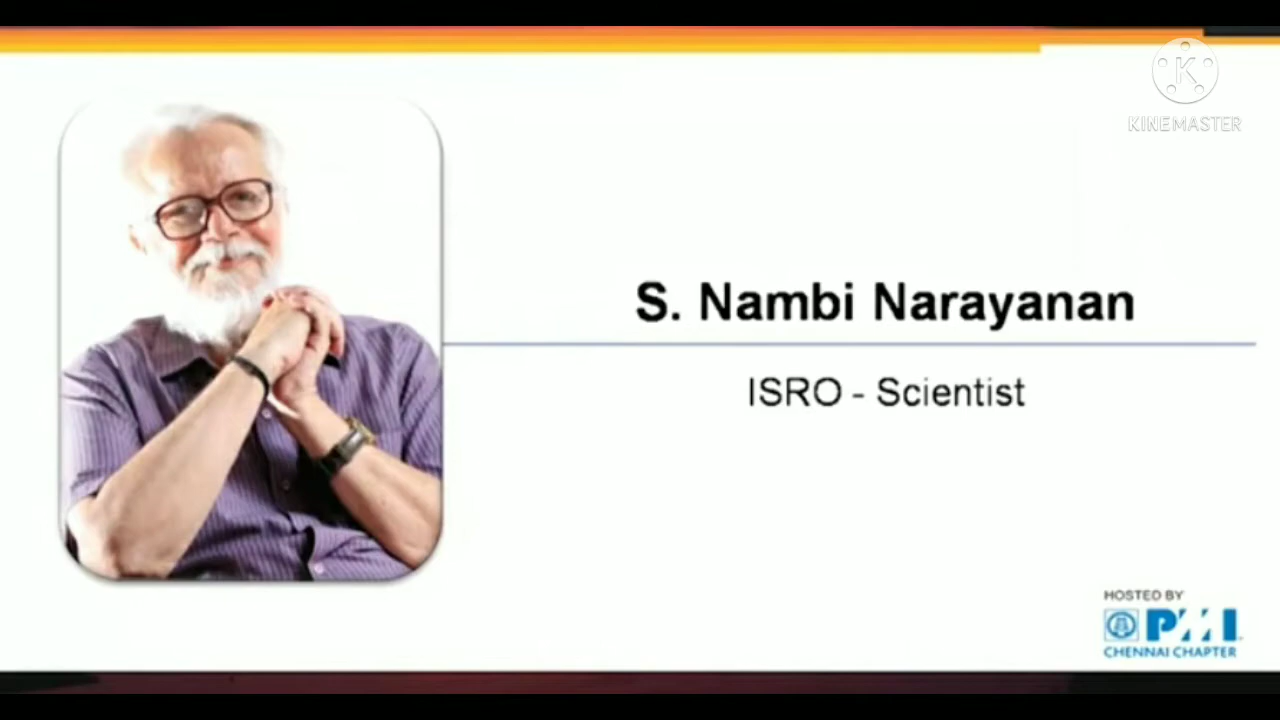 KINEMASTER
S. Nambi Narayanan
ISRO - Scientist
HOSTED BY
PMI
CHENNAI CHAPTER